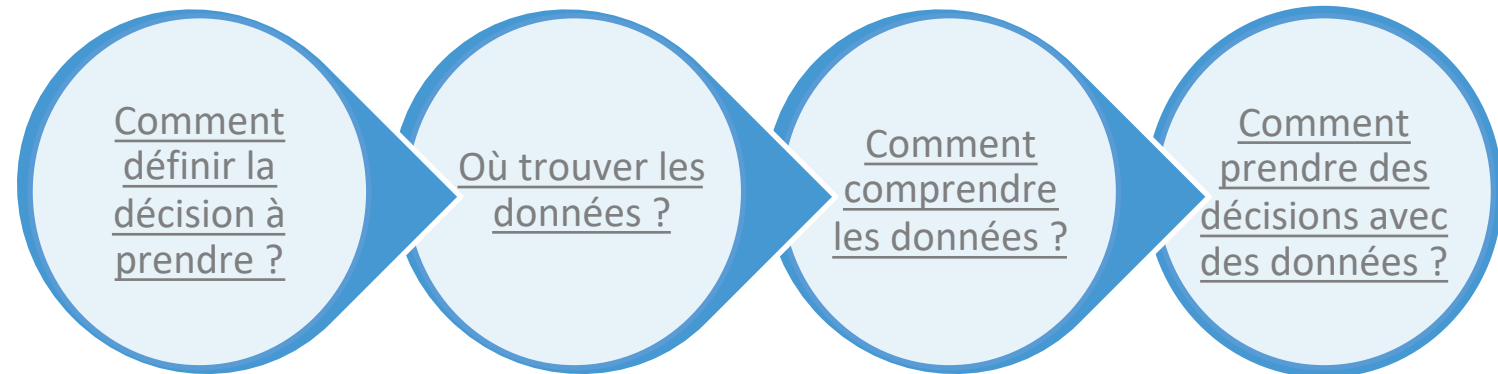 Comment
définir la
décision à
prendre ?
Où trouver les
données ?
Comment
comprendre
les données ?
Comment
prendre des
décisions avec
des données ?